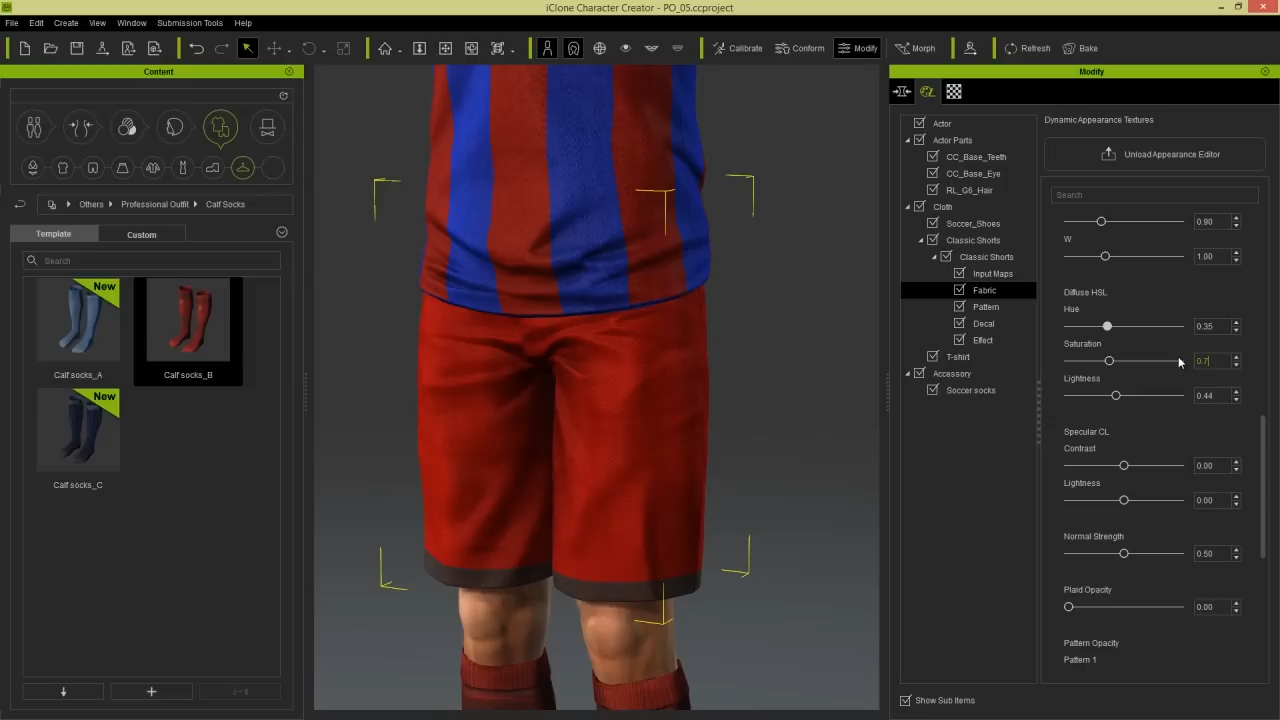 iClone Character Creator - PO_05.ccproject
File Edit Create View Window Submission Tools Help
Calibrate Conform Modify Morph Refresh Bake
Content
Others Professional Outfit Calf Socks
Template Custom
Search
New
Calf socks_A Calf socks_B
New
Calf socks_C
Modify
Actor
Actor Parts
CC_Base_Teeth
CC_Base_Eye
RL_G6_Hair
Cloth
Soccer_Shoes
Classic Shorts
Classic Shorts
Input Maps
Fabric
Pattern
Decal
Effect
T-shirt
Accessory
Soccer socks
Show Sub Items
Dynamic Appearance Textures
Unload Appearance Editor
Search
0.90
W
1.00
Diffuse HSL
Hue
0.35
Saturation
0.7
Lightness
0.44
Specular CL
Contrast
0.00
Lightness
0.00
Normal Strength
0.50
Plaid Opacity
0.00
Pattern Opacity
Pattern 1